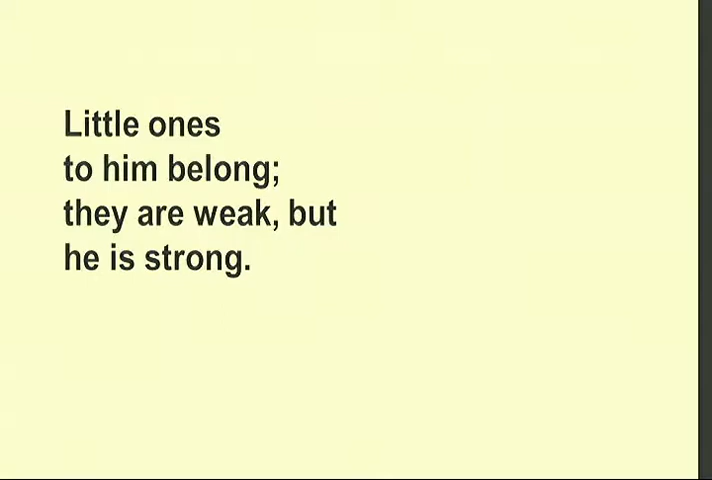 Little ones
to him belong;
they are weak, but
he is strong.